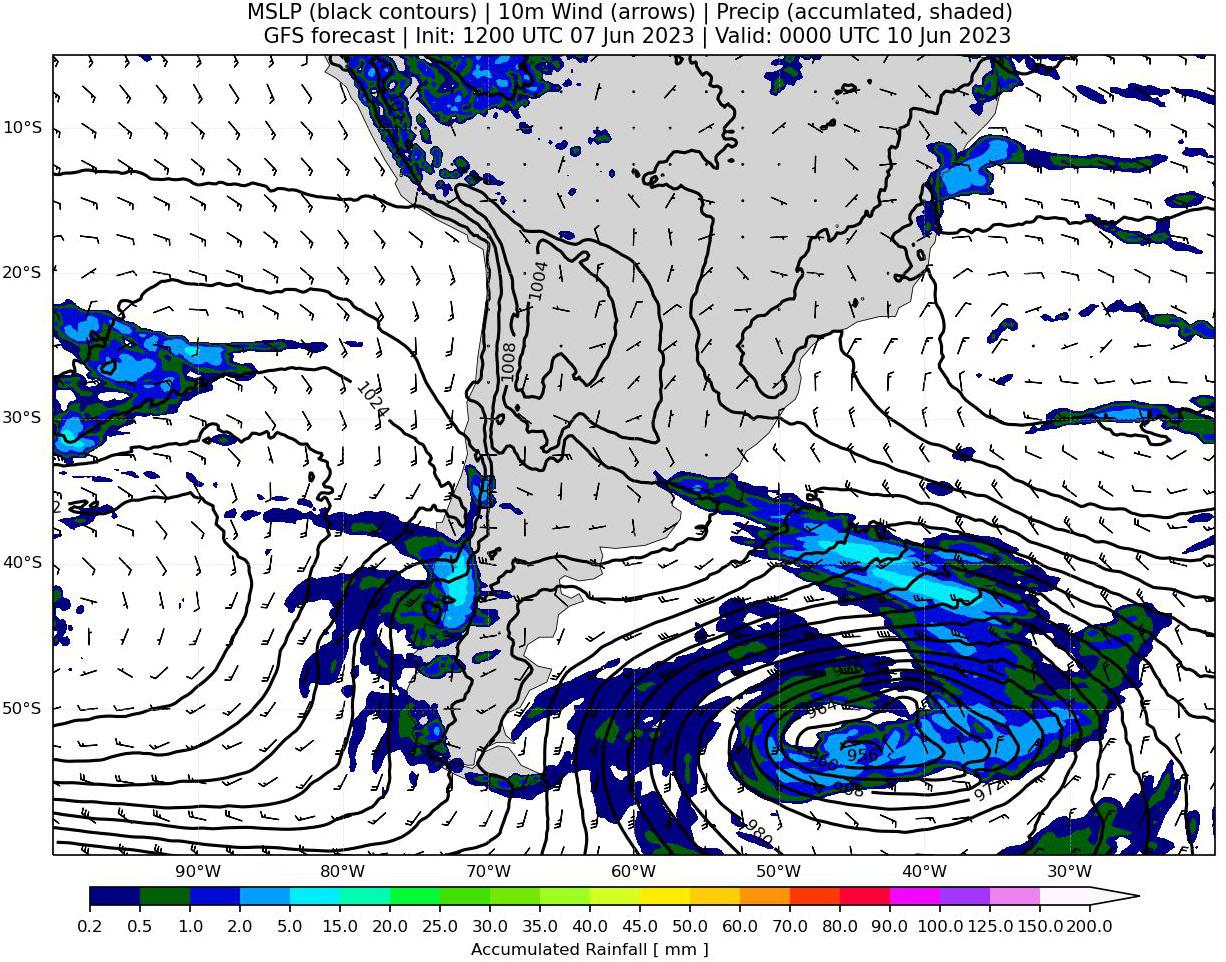 MSLP (black contours) | 10m Wind (arrows) | Precip (accumlated, shaded)
GFS forecast | Init: 1200 UTC 07 Jun 2023 | Valid: 0000 UTC 10 Jun 2023
10°S
20°S
1004
1008
1024
30°S
40°S
50°S
964
960
956
968
972
980
90°W
80°W
70°W
60°W
50°W
40°W
30°W
0.2 0.5 1.0 2.0 5.0 10.0 15.0 20.0 25.0 30.0 35.0 40.0 45.0 50.0 60.0 70.0 80.0 90.0 100.0 125.0 150.0 200.0
Accumulated Rainfall [ mm ]